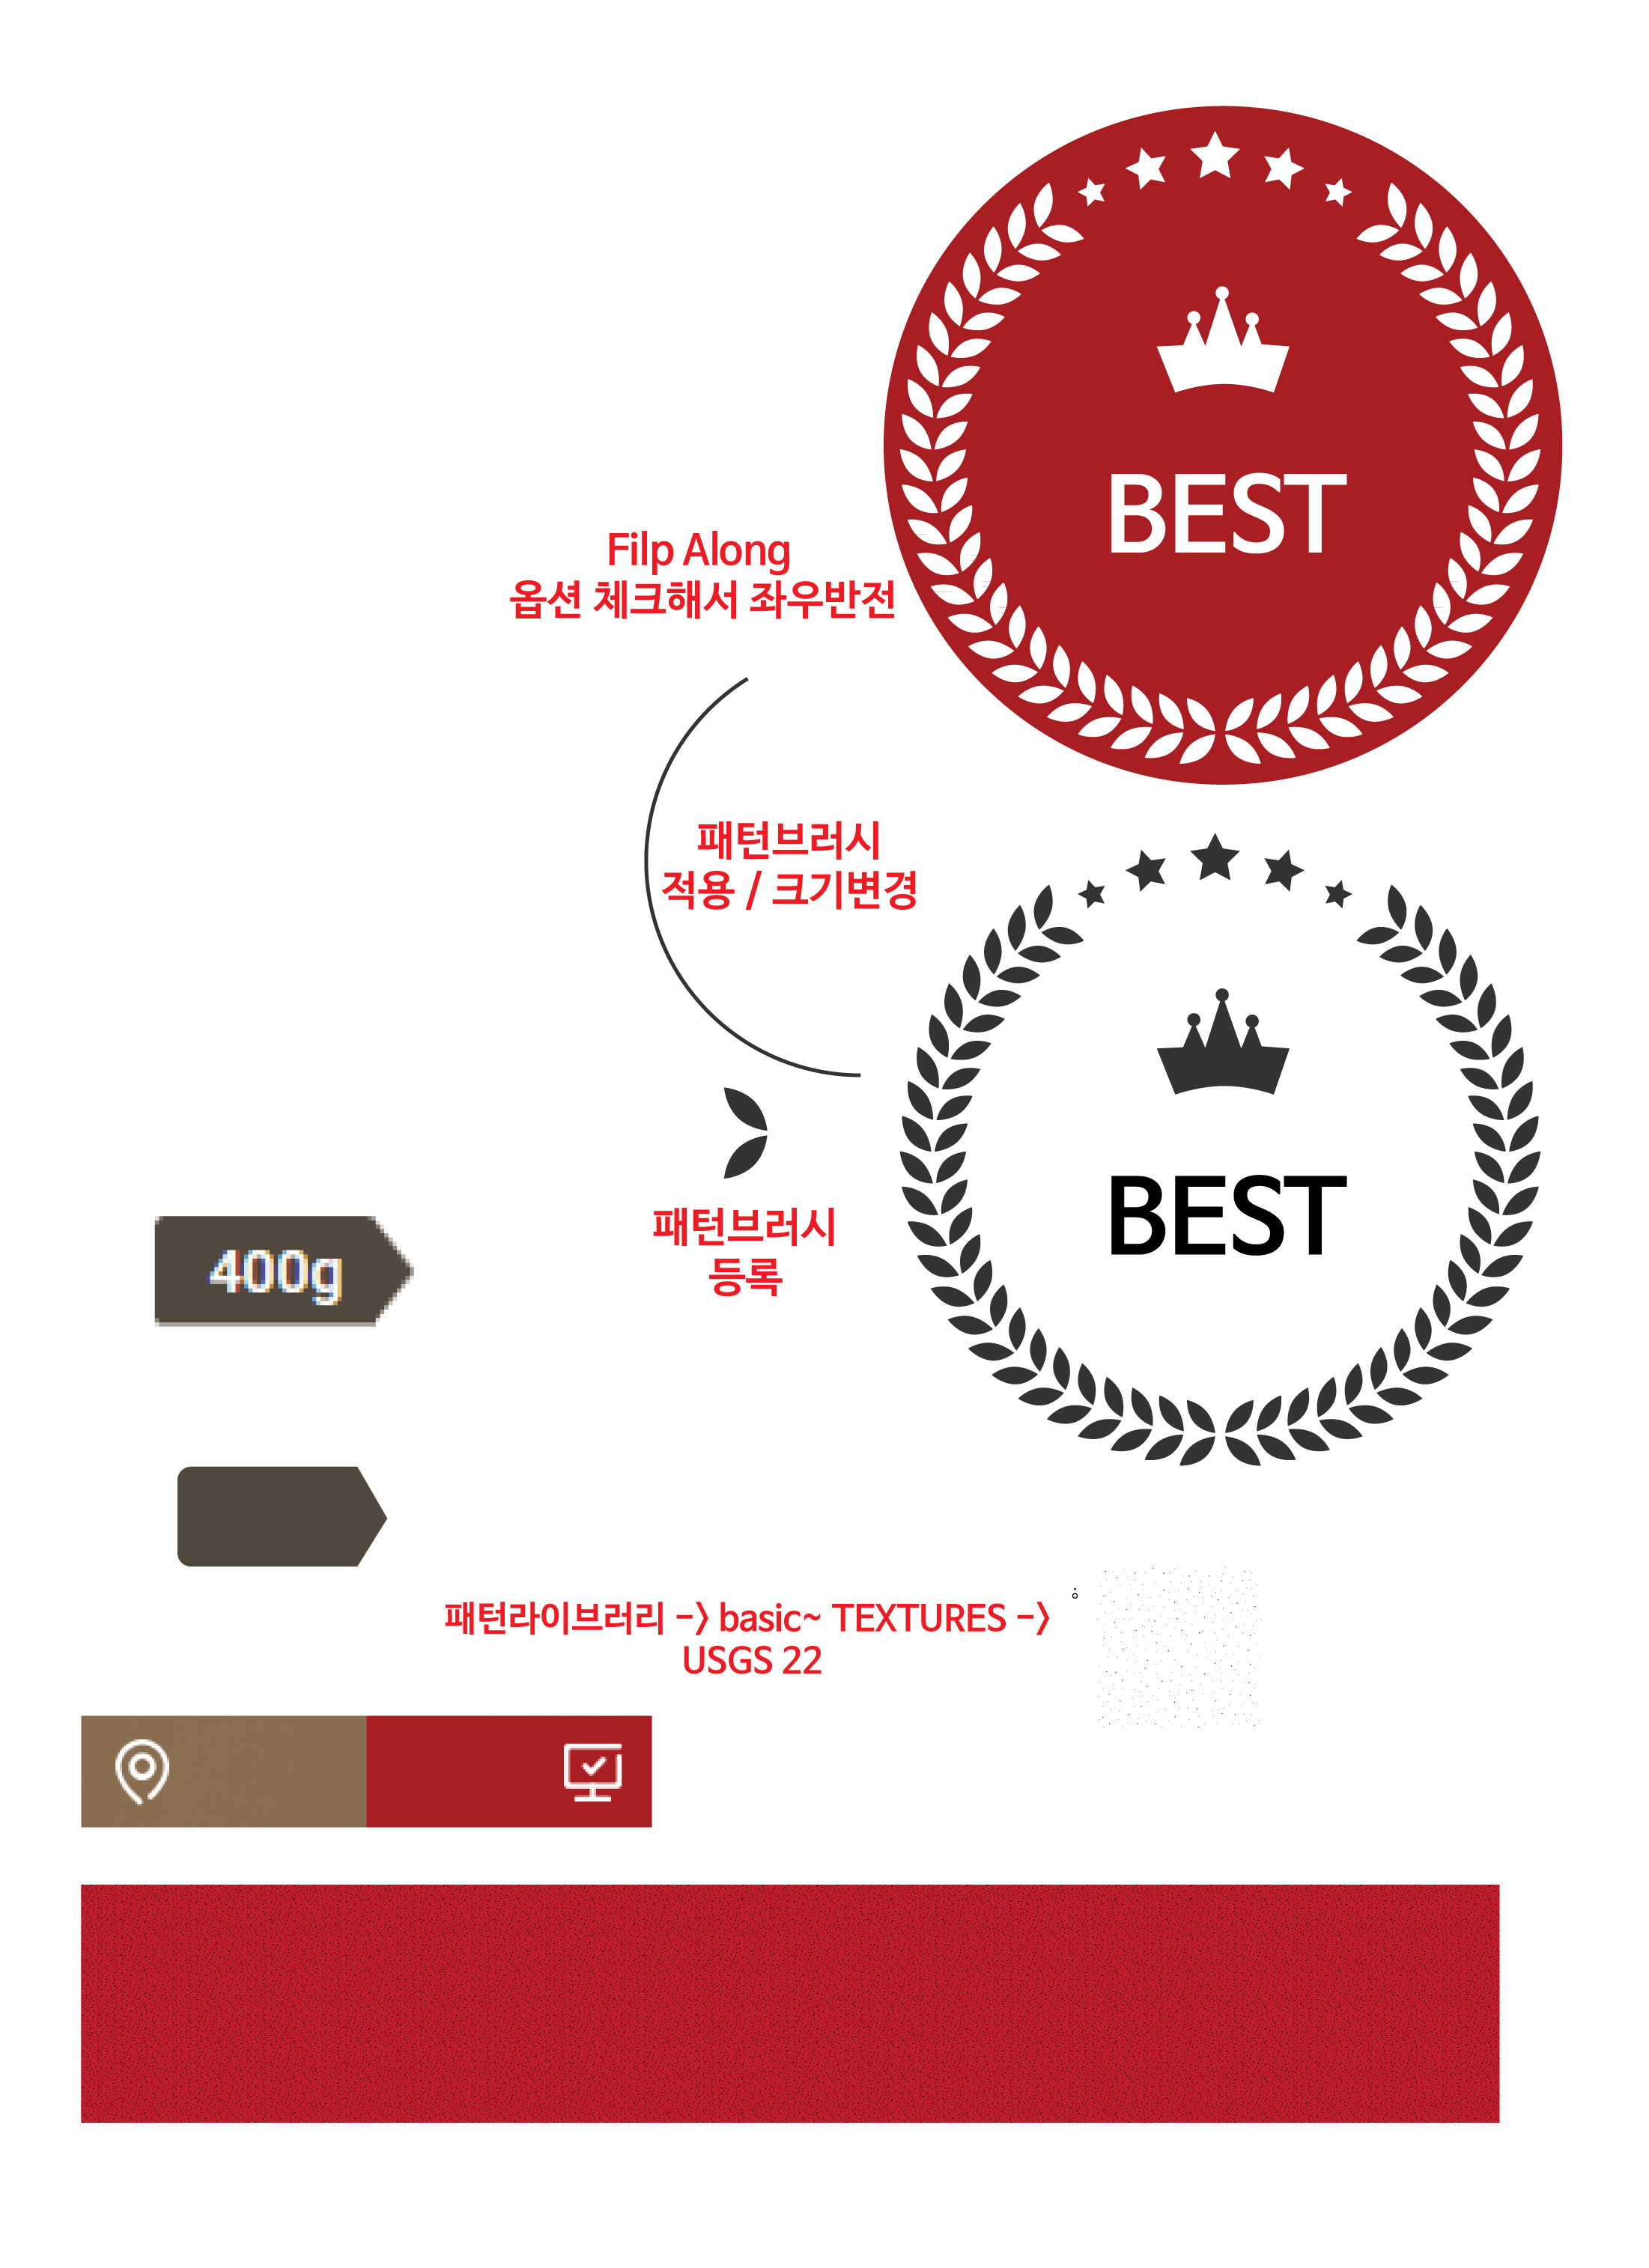 BEST
Filp Along
옵션 체크해서 좌우반전
패턴브러시
적용 / 크기변경
BEST
패턴브러시
등록
400g
패턴라이브러리 -> basic~ TEXTURES ->
USGS 22